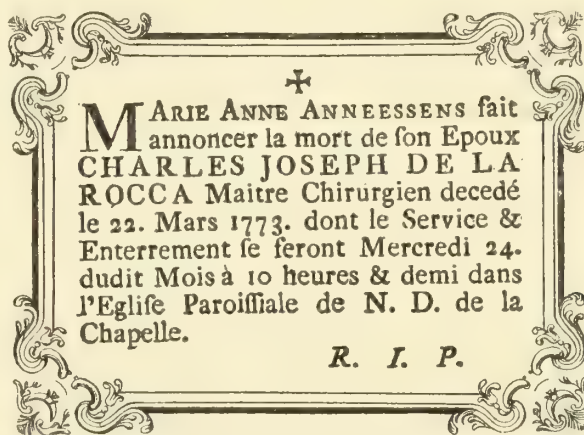 MARIE ANNE ANNEESSENS fait
annoncer la mort de ſon Epoux
CHARLES JOSEPH DE LA
ROCCA Maitre Chirurgien decedé
le 22. Mars 1773. dont le Service &
Enterrement ſe feront Mercredi 24.
dudit Mois à 10 heures & demi dans
l'Egliſe Paroiſſiale de N. D. de la
Chapelle.
R. I. P.